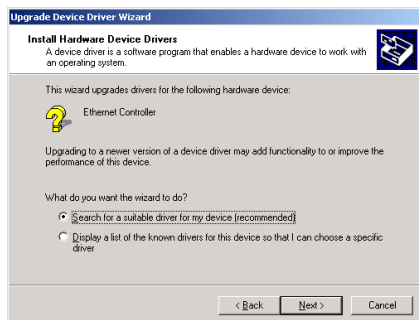 Upgrade Device Driver Wizard
Install Hardware Device Drivers
A device driver is a software program that enables a hardware device to work with
an operating system.
This wizard upgrades drivers for the following hardware device:
Ethernet Controller
Upgrading to a newer version of a device driver may add functionality to or improve the
performance of this device.
What do you want the wizard to do?
Search for a suitable driver for my device (recommended)
Display a list of the known drivers for this device so that I can choose a specific
driver
< Back
Next >
Cancel